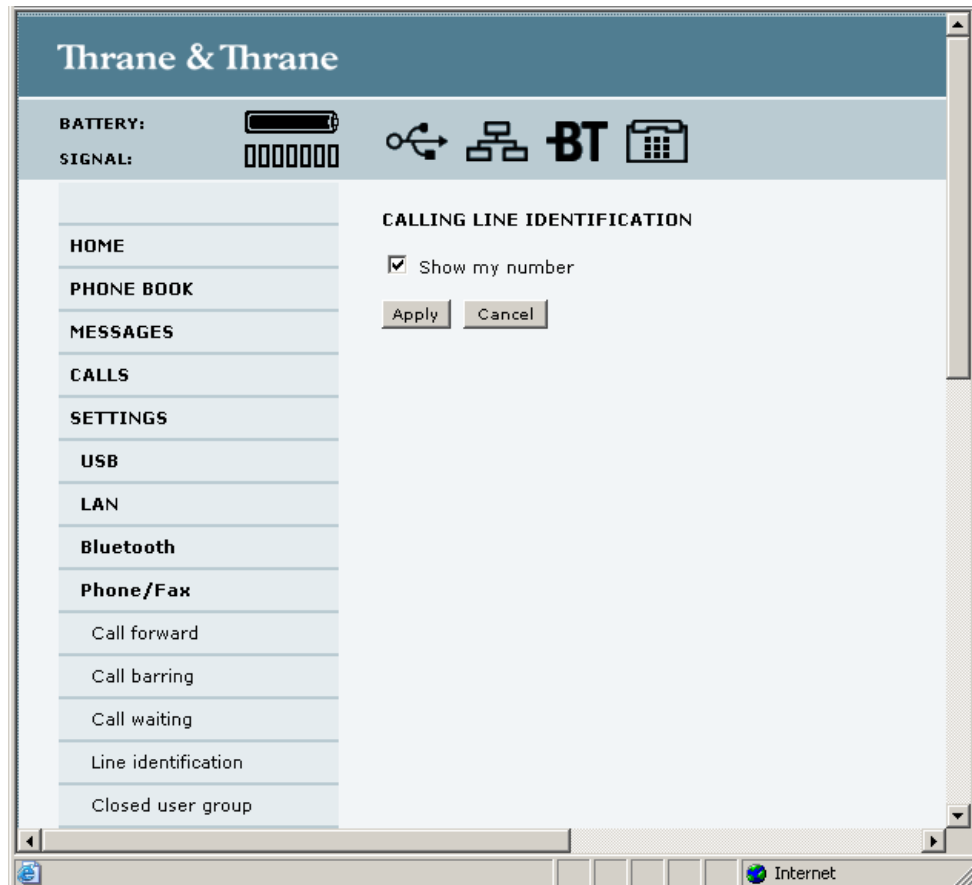 Thrane & Thrane
BATTERY:
SIGNAL:
BT
HOME
PHONE BOOK
MESSAGES
CALLS
SETTINGS
USB
LAN
Bluetooth
Phone/Fax
Call forward
Call barring
Call waiting
Line identification
Closed user group
CALLING LINE IDENTIFICATION
Show my number
Apply Cancel
Internet